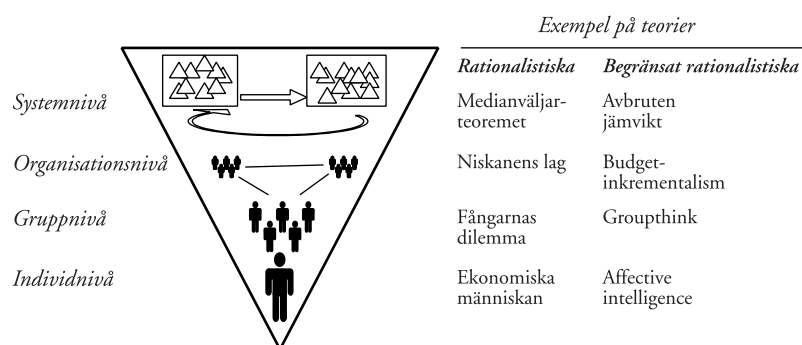 Exempel på teorier
Rationalistiska Begränsat rationalistiska
Systemnivå Medianväljar- Avbruten
teoremet jämvikt
Organisationsnivå Niskanens lag Budget-
inkrementalism
Gruppnivå Fångarnas Groupthink
dilemma
Individnivå Ekonomiska Affective
människan intelligence